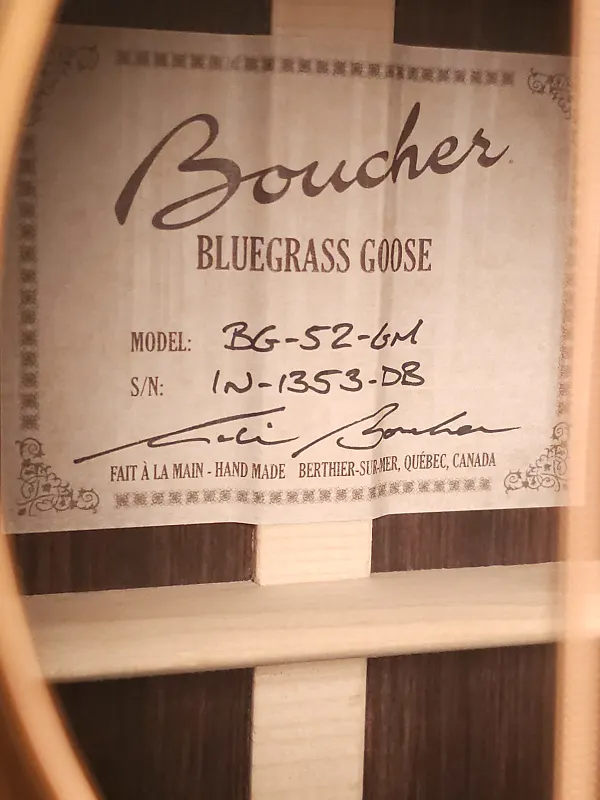 Boucher
BLUEGRASS GOOSE
MODEL: BG-52-GM
S/N: IN-1353-DB
FAIT À LA MAIN - HAND MADE BERTHIER-SUR-MER, QUÉBEC, CANADA